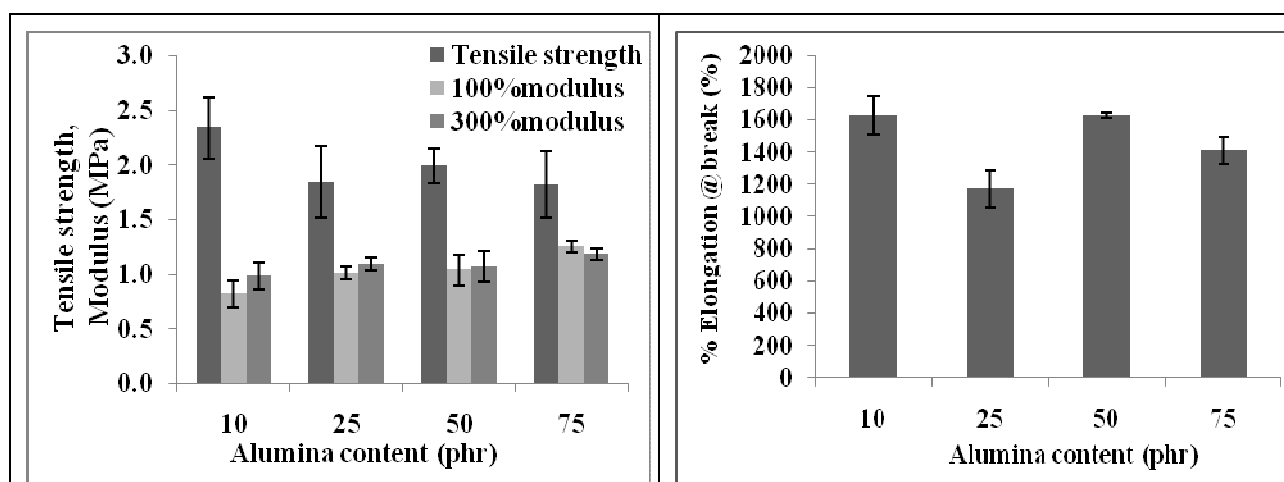 3.0
2.5
2.0
1.5
1.0
0.5
0.0
Tensile strength,
Modulus (MPa)
Tensile strength
100%modulus
300%modulus
10 25 50 75
Alumina content (phr)
2000
1800
1600
1400
1200
1000
800
600
400
200
0
% Elongation@break (%)
10 25 50 75
Alumina content (phr)